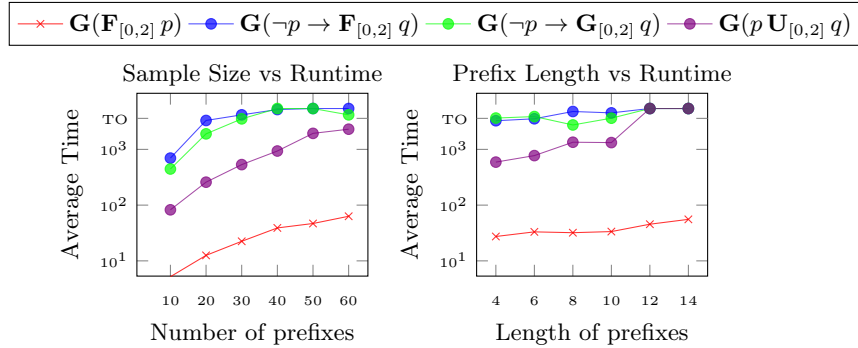 G(F[0,2] p) G(¬p → F[0,2] q) G(¬p → G[0,2] q) G(p U[0,2] q)
Sample Size vs Runtime Prefix Length vs Runtime
Average Time
TO
10³
10²
10¹
10 20 30 40 50 60
Number of prefixes
Average Time
TO
10³
10²
10¹
4 6 8 10 12 14
Length of prefixes